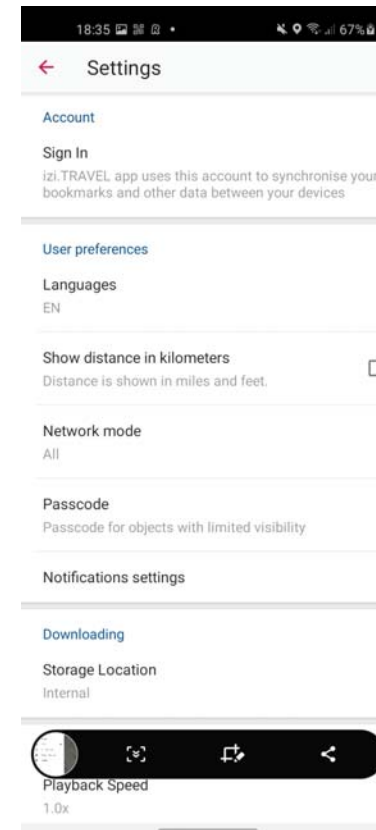 18:35 67%
Settings
Account
Sign In
izi.TRAVEL app uses this account to synchronise your
bookmarks and other data between your devices
User preferences
Languages
EN
Show distance in kilometers
Distance is shown in miles and feet.
Network mode
All
Passcode
Passcode for objects with limited visibility
Notifications settings
Downloading
Storage Location
Internal
Playback Speed
1.0x